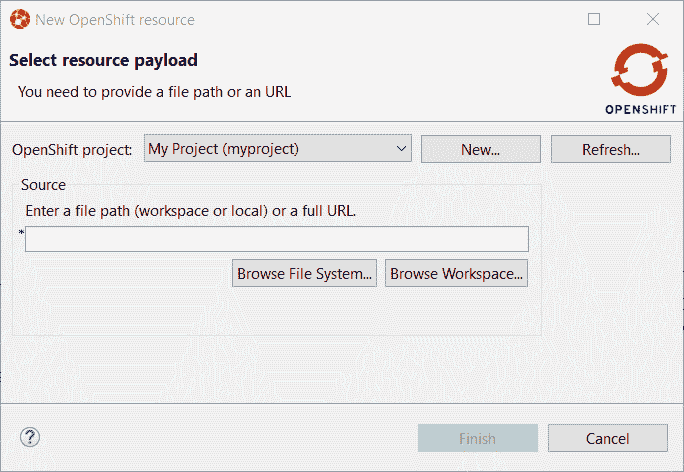 New OpenShift resource
Select resource payload
You need to provide a file path or an URL
OPENSHIFT
OpenShift project: My Project (myproject) New... Refresh...
Source
Enter a file path (workspace or local) or a full URL.
*
Browse File System... Browse Workspace...
? Finish Cancel